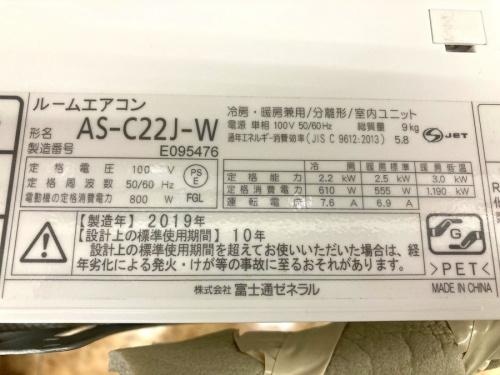 ルームエアコン
形名 AS-C22J-W
製造番号 E095476
冷房・暖房兼用/分離形/室内ユニット
電源 単相 100V 50/60Hz 総質量 9kg
通年エネルギー消費効率(JIS C 9612:2013) 5.8
S JET
定格電圧 100 V
定格周波数 50/60 Hz
電動機の定格消費電力 800 W
PS
E
FGL
冷房 暖房標準 暖房低温
定格能力 2.2 kW 2.5 kW 3.0 kW
定格消費電力 610 W 555 W 1,190 kW
運転電流 7.6 A 6.9 A
【製造年】2019年
【設計上の標準使用期間】10年
設計上の標準使用期間を超えてお使いいただいた場合は、経
年劣化による発火・けが等の事故に至るおそれがあります。
G
>PET<
MADE IN CHINA
株式会社 富士通ゼネラル